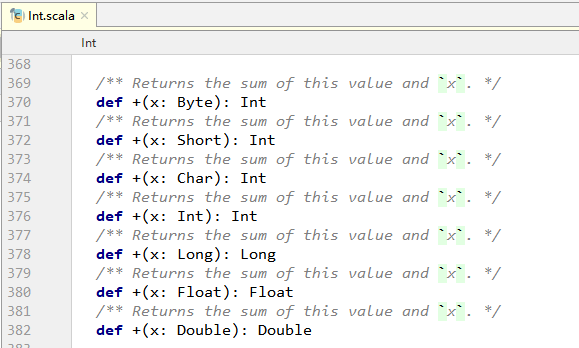 Int.scala
Int
368
369 /** Returns the sum of this value and `x`. */
370 def +(x: Byte): Int
371 /** Returns the sum of this value and `x`. */
372 def +(x: Short): Int
373 /** Returns the sum of this value and `x`. */
374 def +(x: Char): Int
375 /** Returns the sum of this value and `x`. */
376 def +(x: Int): Int
377 /** Returns the sum of this value and `x`. */
378 def +(x: Long): Long
379 /** Returns the sum of this value and `x`. */
380 def +(x: Float): Float
381 /** Returns the sum of this value and `x`. */
382 def +(x: Double): Double